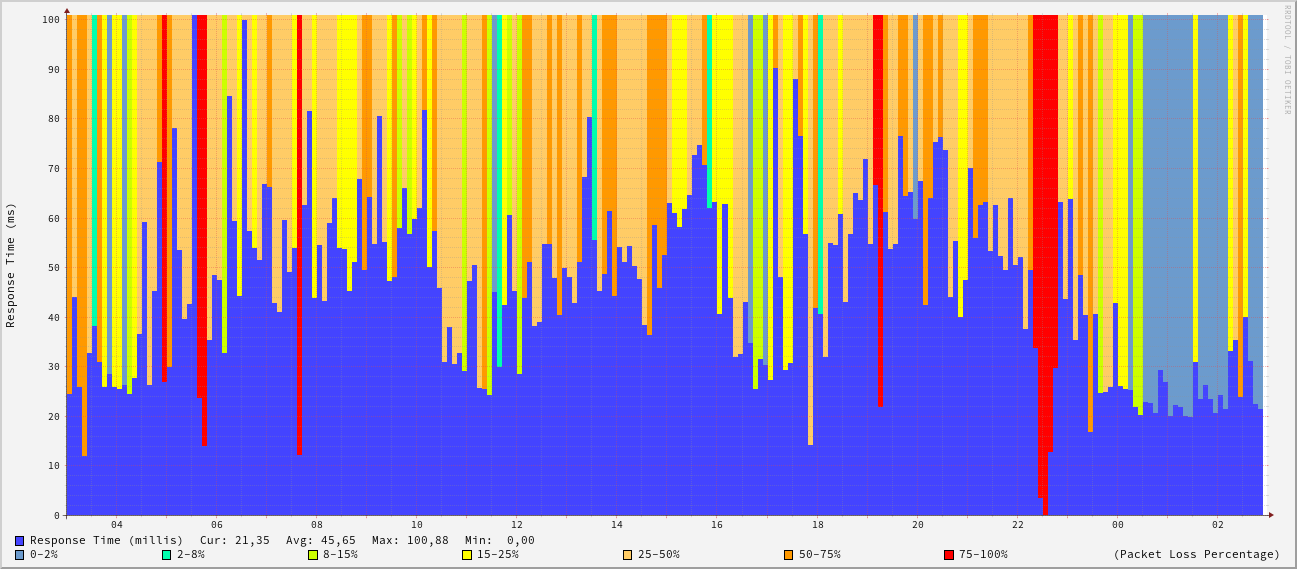 RRDTOOL / TOBI OETIKER
Response Time (ms)
100
90
80
70
60
50
40
30
20
10
0
04 06 08 10 12 14 16 18 20 22 00 02
Response Time (millis) Cur: 21,35 Avg: 45,65 Max: 100,88 Min: 0,00
0-2% 2-8% 8-15% 15-25% 25-50% 50-75% 75-100% (Packet Loss Percentage)